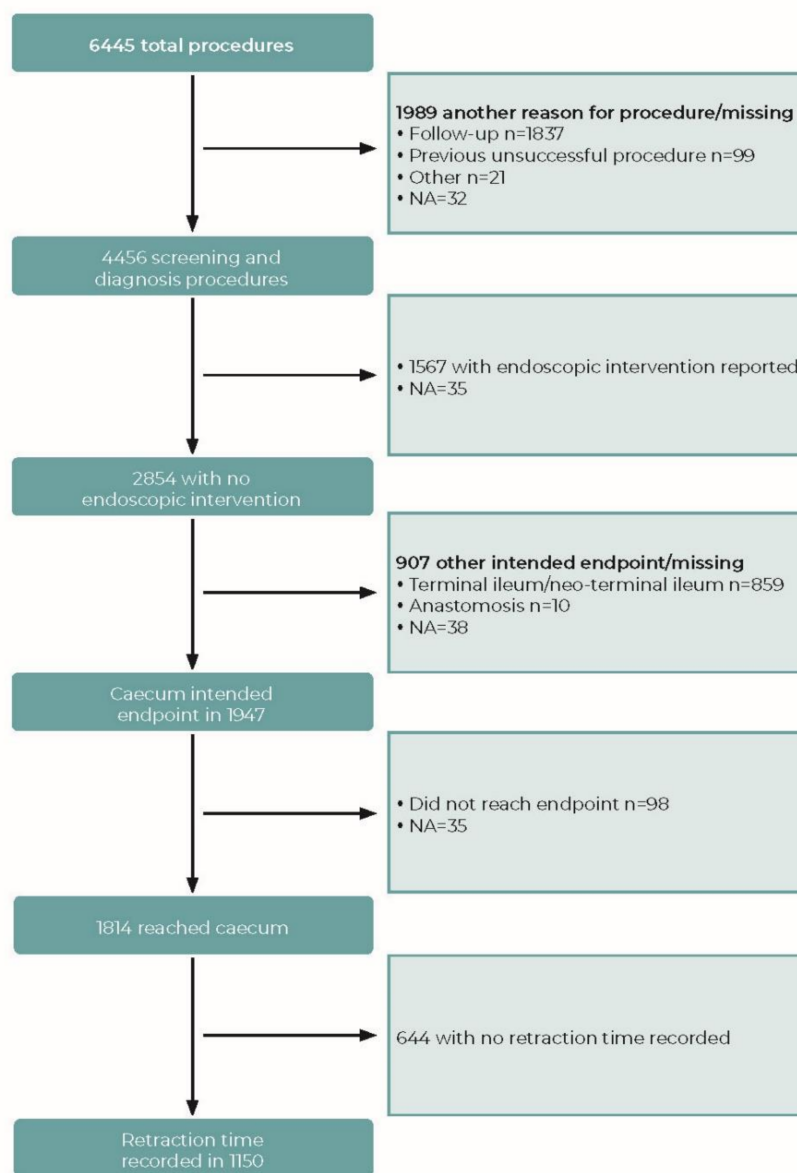 6445 total procedures
1989 another reason for procedure/missing
• Follow-up n=1837
• Previous unsuccessful procedure n=99
• Other n=21
• NA=32
4456 screening and
diagnosis procedures
• 1567 with endoscopic intervention reported
• NA=35
2854 with no
endoscopic intervention
907 other intended endpoint/missing
• Terminal ileum/neo-terminal ileum n=859
• Anastomosis n=10
• NA=38
Caecum intended
endpoint in 1947
• Did not reach endpoint n=98
• NA=35
1814 reached caecum
644 with no retraction time recorded
Retraction time
recorded in 1150